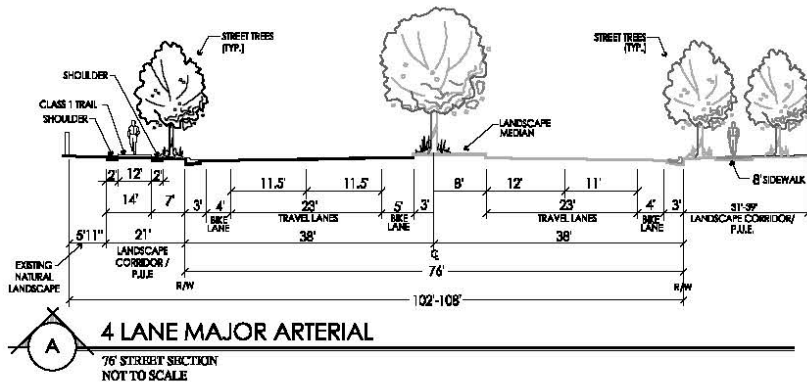 STREET TREES
(TYP.)
SHOULDER
CLASS 1 TRAIL
SHOULDER
STREET TREES
(TYP.)
LANDSCAPE
MEDIAN
8' SIDEWALK
2' 12' 2'
11.5' 11.5' 8' 12' 11'
14' 7' 3' 4' 23' 5' 3' 23' 4' 3' 31'-39'
BIKE
LANE
TRAVEL LANES
BIKE
LANE
TRAVEL LANES
BIKE
LANE
LANDSCAPE CORRIDOR/
P.U.E
5'11" 21' 38' 38'
EXISTING
NATURAL
LANDSCAPE
LANDSCAPE
CORRIDOR /
P.U.E
R/W
76'
R/W
102'-108'
A
4 LANE MAJOR ARTERIAL
76' STREET SECTION
NOT TO SCALE